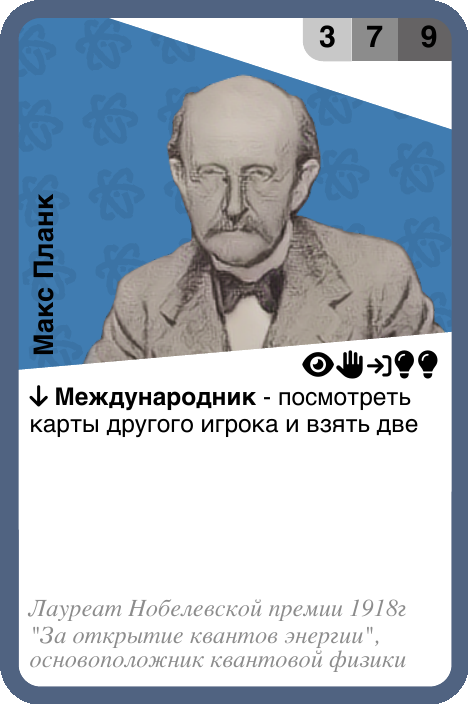 3 7 9
Макс Планк
Международник - посмотреть
карты другого игрока и взять две
Лауреат Нобелевской премии 1918г
"За открытие квантов энергии",
основоположник квантовой физики